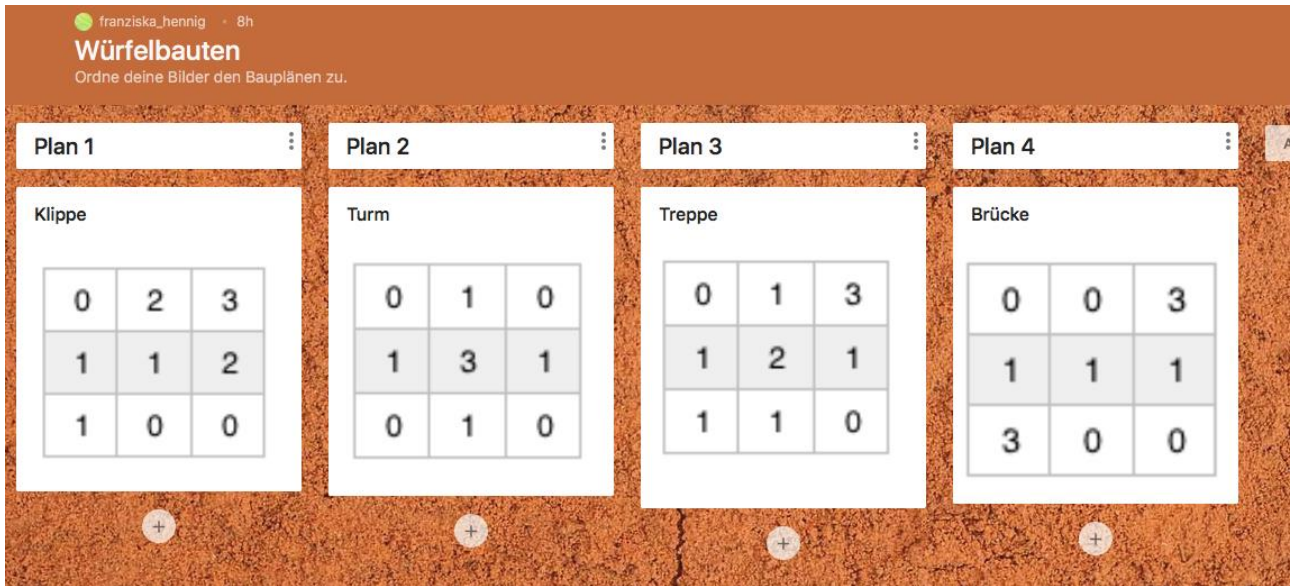 franziska_hennig • 8h
Würfelbauten
Ordne deine Bilder den Bauplänen zu.
Plan 1
Klippe
0 2 3
1 1 2
1 0 0
Plan 2
Turm
0 1 0
1 3 1
0 1 0
Plan 3
Treppe
0 1 3
1 2 1
1 1 0
Plan 4
Brücke
0 0 3
1 1 1
3 0 0
A